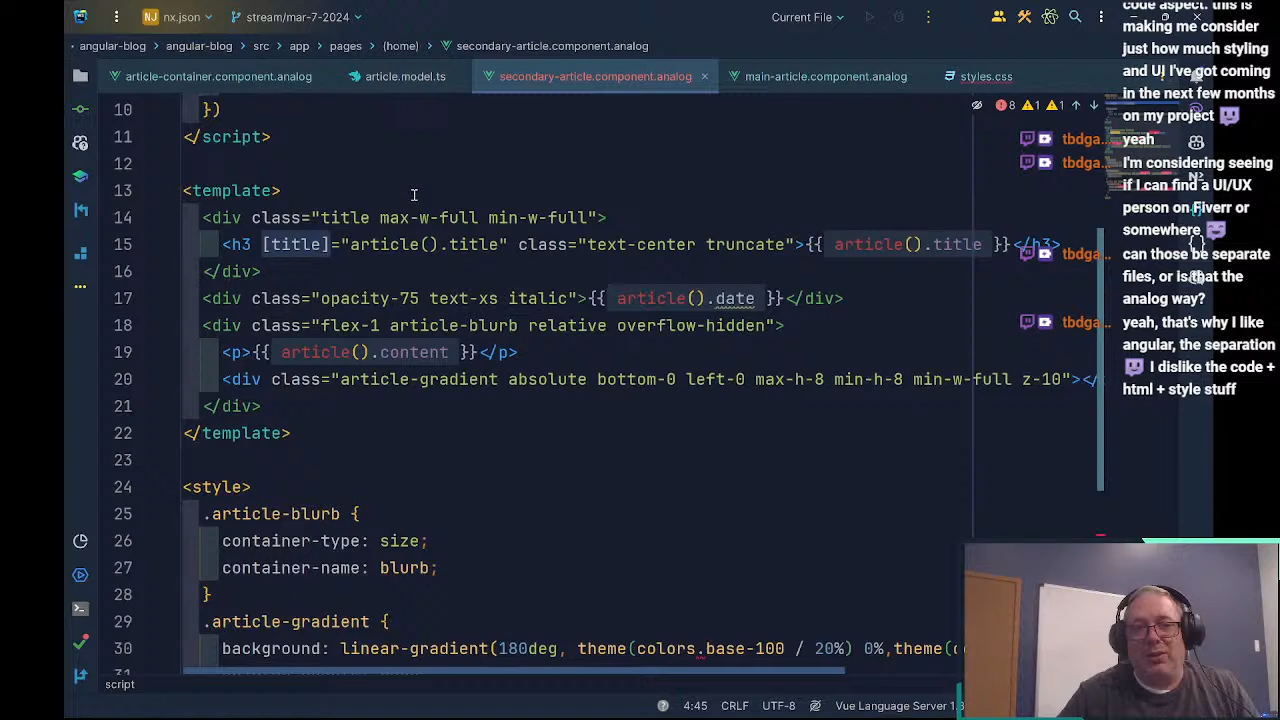 nx.json
stream/mar-7-2024
Current File
angular-blog
angular-blog
src
app
pages
(home)
secondary-article.component.analog
article-container.component.analog
article.model.ts
secondary-article.component.analog
main-article.component.analog
styles.css
8
1
1
10 })
11 </script>
12
13 <template>
14 <div class="title max-w-full min-w-full">
15 <h3 [title]="article().title" class="text-center truncate">{{ article().title }}</h3>
16 </div>
17 <div class="opacity-75 text-xs italic">{{ article().date }}</div>
18 <div class="flex-1 article-blurb relative overflow-hidden">
19 <p>{{ article().content }}</p>
20 <div class="article-gradient absolute bottom-0 left-0 max-h-8 min-h-8 min-w-full z-10"></
21 </div>
22 </template>
23
24 <style>
25 .article-blurb {
26 container-type: size;
27 container-name: blurb;
28 }
29 .article-gradient {
30 background: linear-gradient(180deg, theme(colors.base-100 / 20%) 0%,theme(
31
script
4:45
CRLF
UTF-8
Vue Language Server 1.8
code aspect. this is
making me consider
just how much styling
and UI I've got coming
in the next few months
on my project
tbdga...
yeah
tbdga...
I'm considering seeing
if I can find a UI/UX
person on Fiverr or
somewhere
tbdga...
can those be separate
files, or is that the
analog way?
tbdga...
yeah, that's why I like
angular, the separation
I dislike the code +
html + style stuff